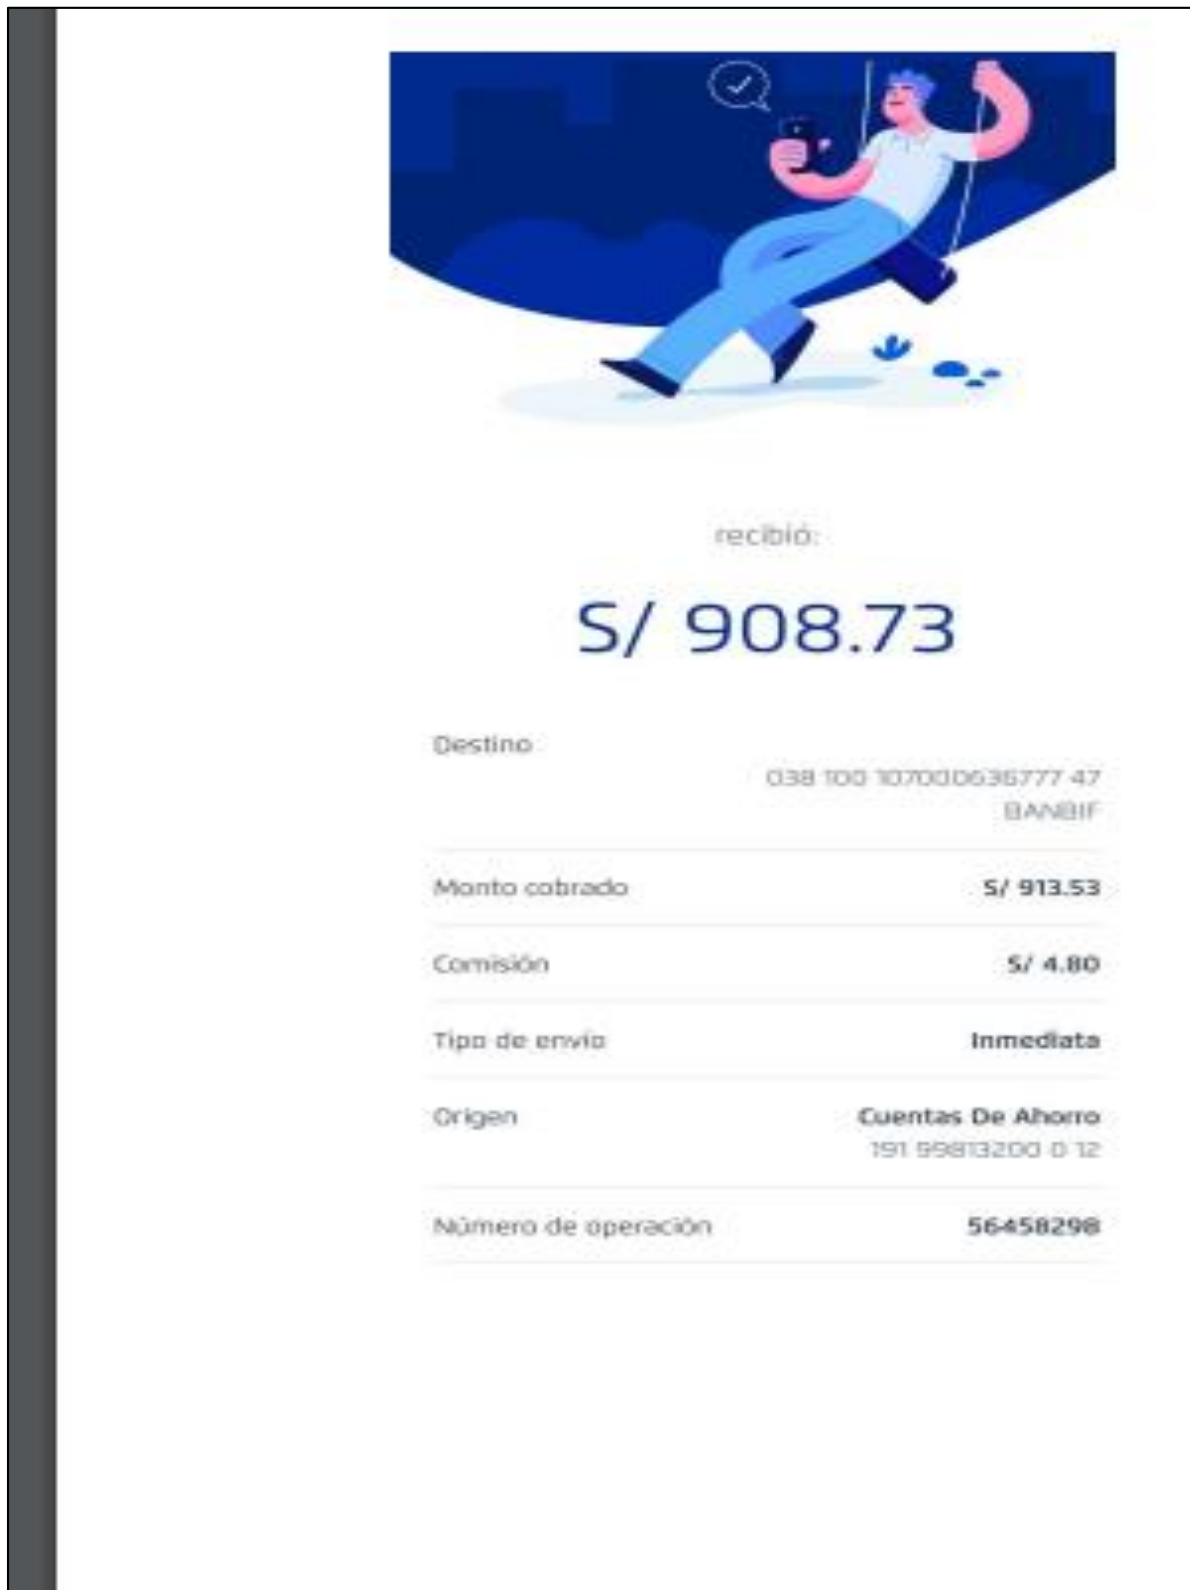 recibió:
S/ 908.73
Destino
038 100 107000636777 47
BANBIF
Monto cobrado S/ 913.53
Comisión S/ 4.80
Tipo de envío Inmediata
Origen Cuentas De Ahorro
191 99813200 0 12
Número de operación 56458298